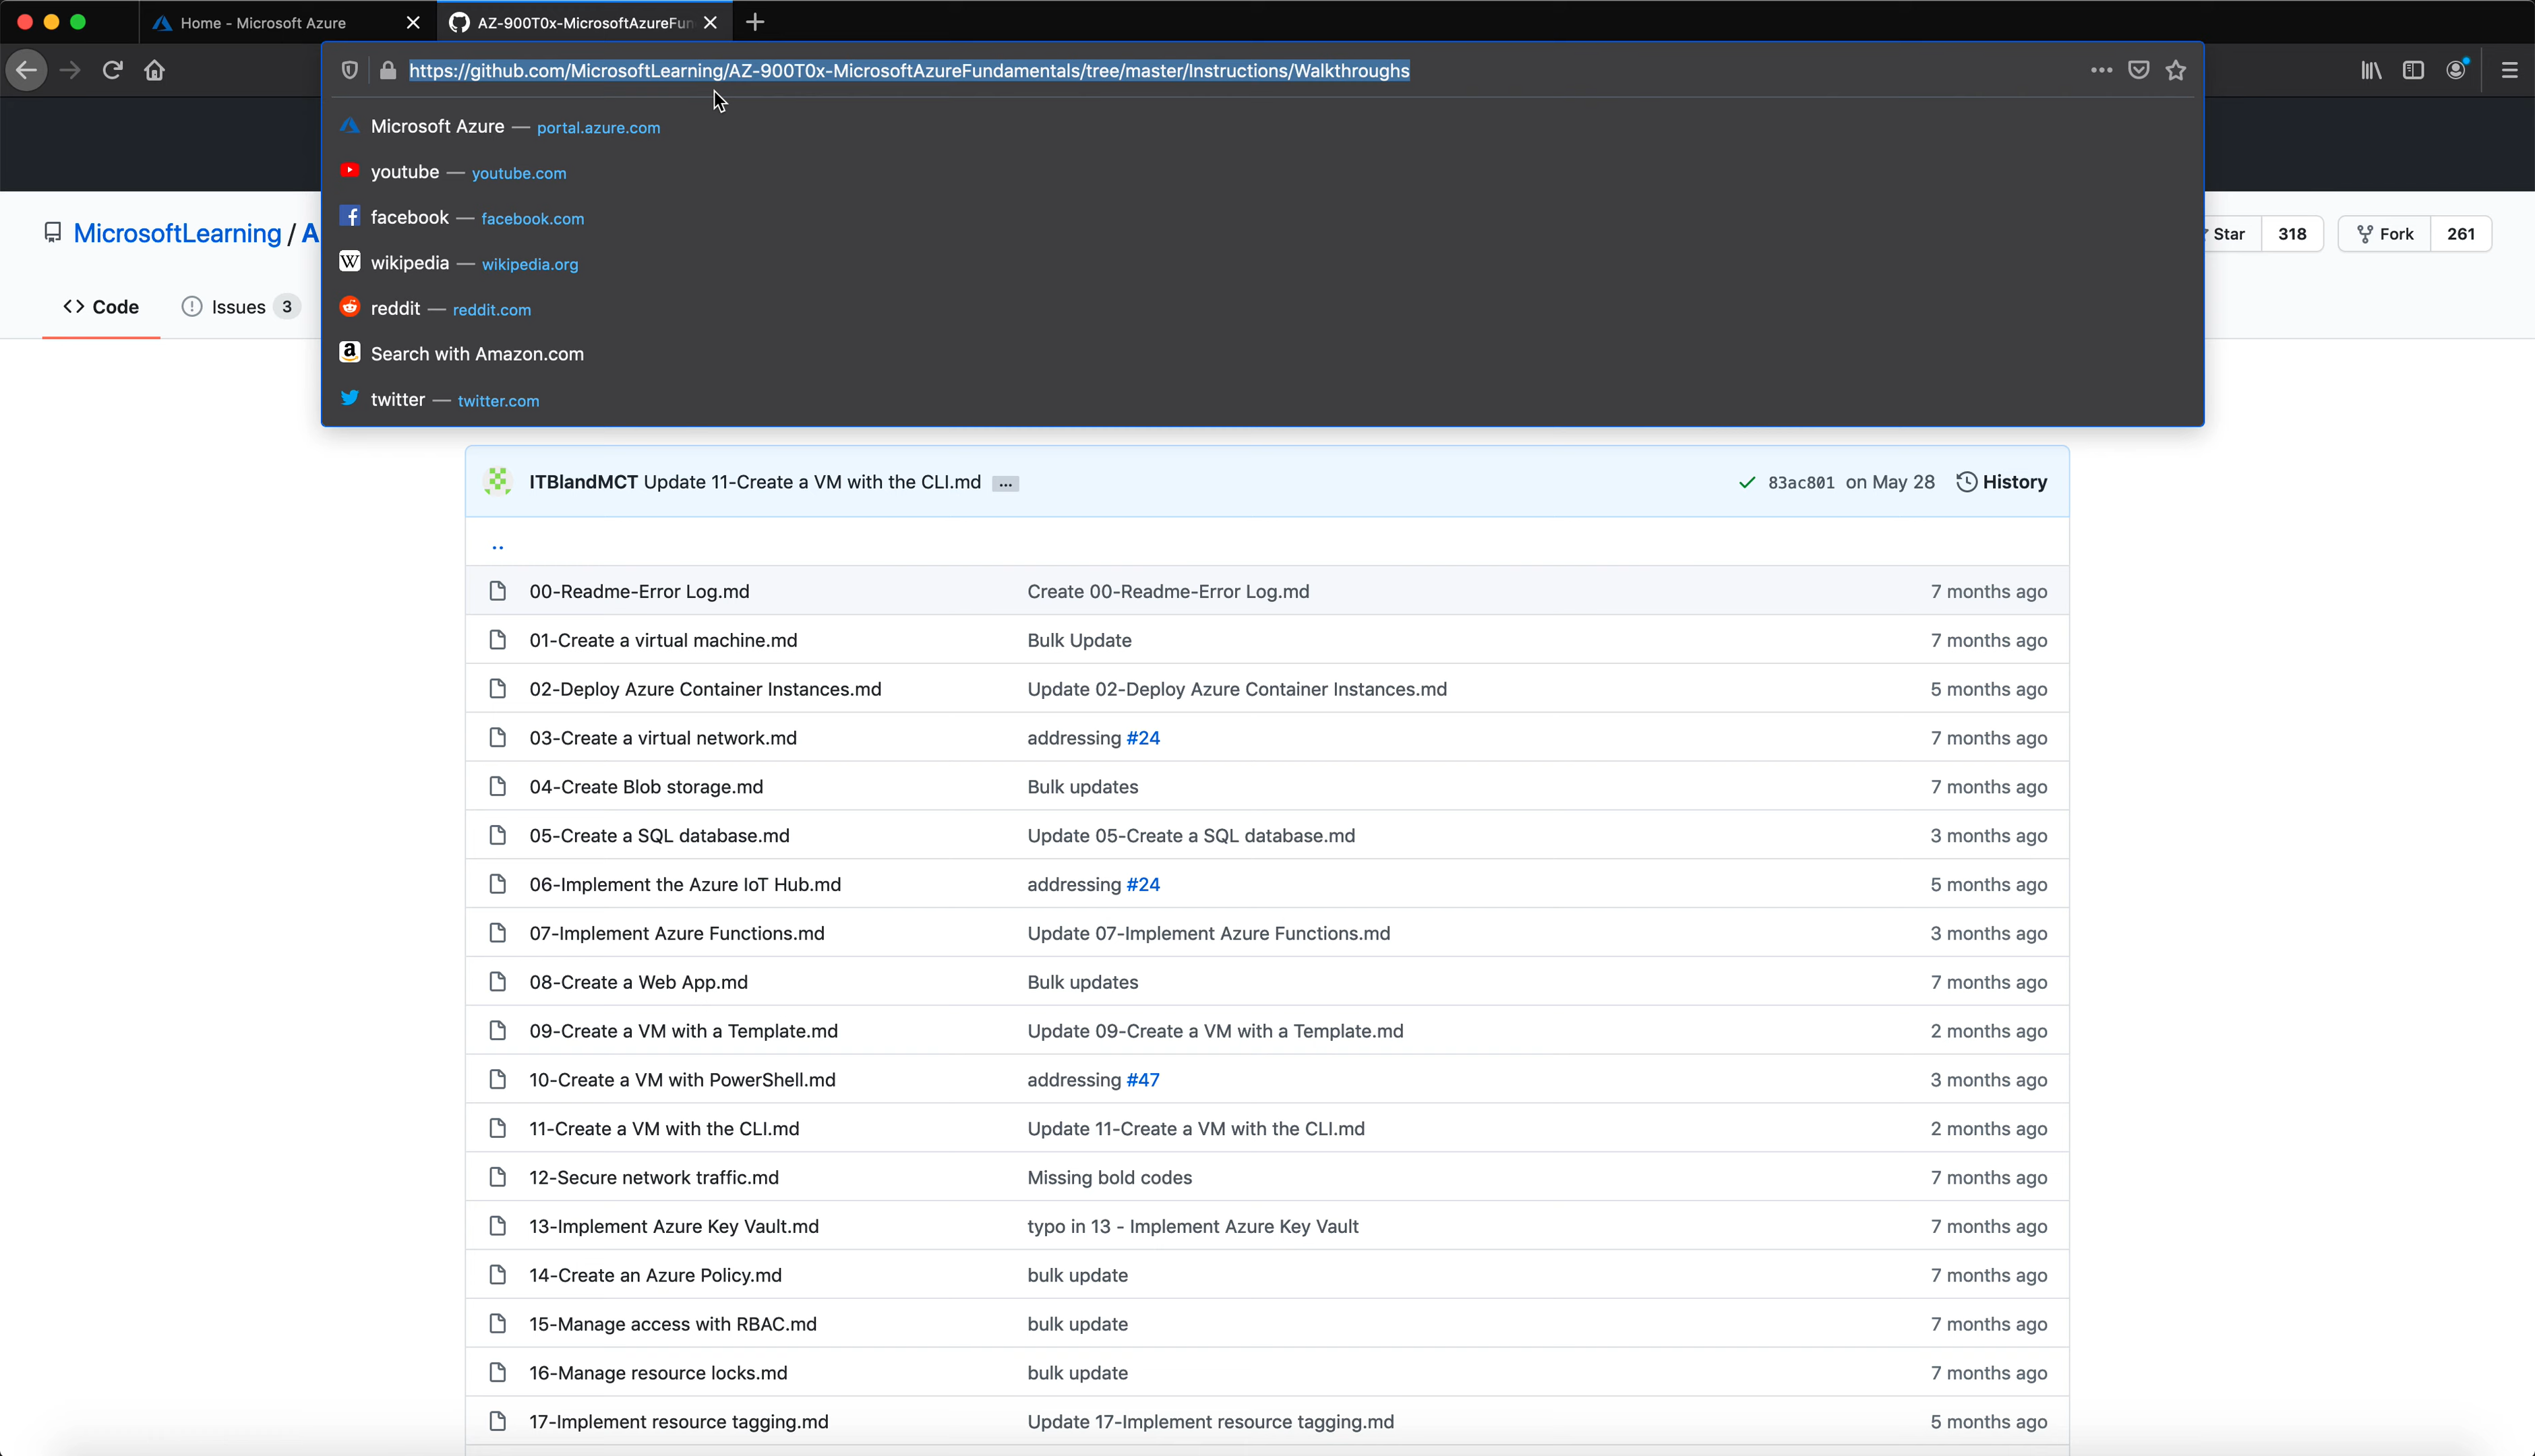 Home - Microsoft Azure
AZ-900T0x-MicrosoftAzureFun
https://github.com/MicrosoftLearning/AZ-900T0x-MicrosoftAzureFundamentals/tree/master/Instructions/Walkthroughs
Microsoft Azure — portal.azure.com
youtube — youtube.com
facebook — facebook.com
wikipedia — wikipedia.org
reddit — reddit.com
Search with Amazon.com
twitter — twitter.com
MicrosoftLearning / A
Star 318 Fork 261
Code Issues 3
ITBlandMCT Update 11-Create a VM with the CLI.md ... 83ac801 on May 28 History
..
00-Readme-Error Log.md Create 00-Readme-Error Log.md 7 months ago
01-Create a virtual machine.md Bulk Update 7 months ago
02-Deploy Azure Container Instances.md Update 02-Deploy Azure Container Instances.md 5 months ago
03-Create a virtual network.md addressing #24 7 months ago
04-Create Blob storage.md Bulk updates 7 months ago
05-Create a SQL database.md Update 05-Create a SQL database.md 3 months ago
06-Implement the Azure IoT Hub.md addressing #24 5 months ago
07-Implement Azure Functions.md Update 07-Implement Azure Functions.md 3 months ago
08-Create a Web App.md Bulk updates 7 months ago
09-Create a VM with a Template.md Update 09-Create a VM with a Template.md 2 months ago
10-Create a VM with PowerShell.md addressing #47 3 months ago
11-Create a VM with the CLI.md Update 11-Create a VM with the CLI.md 2 months ago
12-Secure network traffic.md Missing bold codes 7 months ago
13-Implement Azure Key Vault.md typo in 13 - Implement Azure Key Vault 7 months ago
14-Create an Azure Policy.md bulk update 7 months ago
15-Manage access with RBAC.md bulk update 7 months ago
16-Manage resource locks.md bulk update 7 months ago
17-Implement resource tagging.md Update 17-Implement resource tagging.md 5 months ago